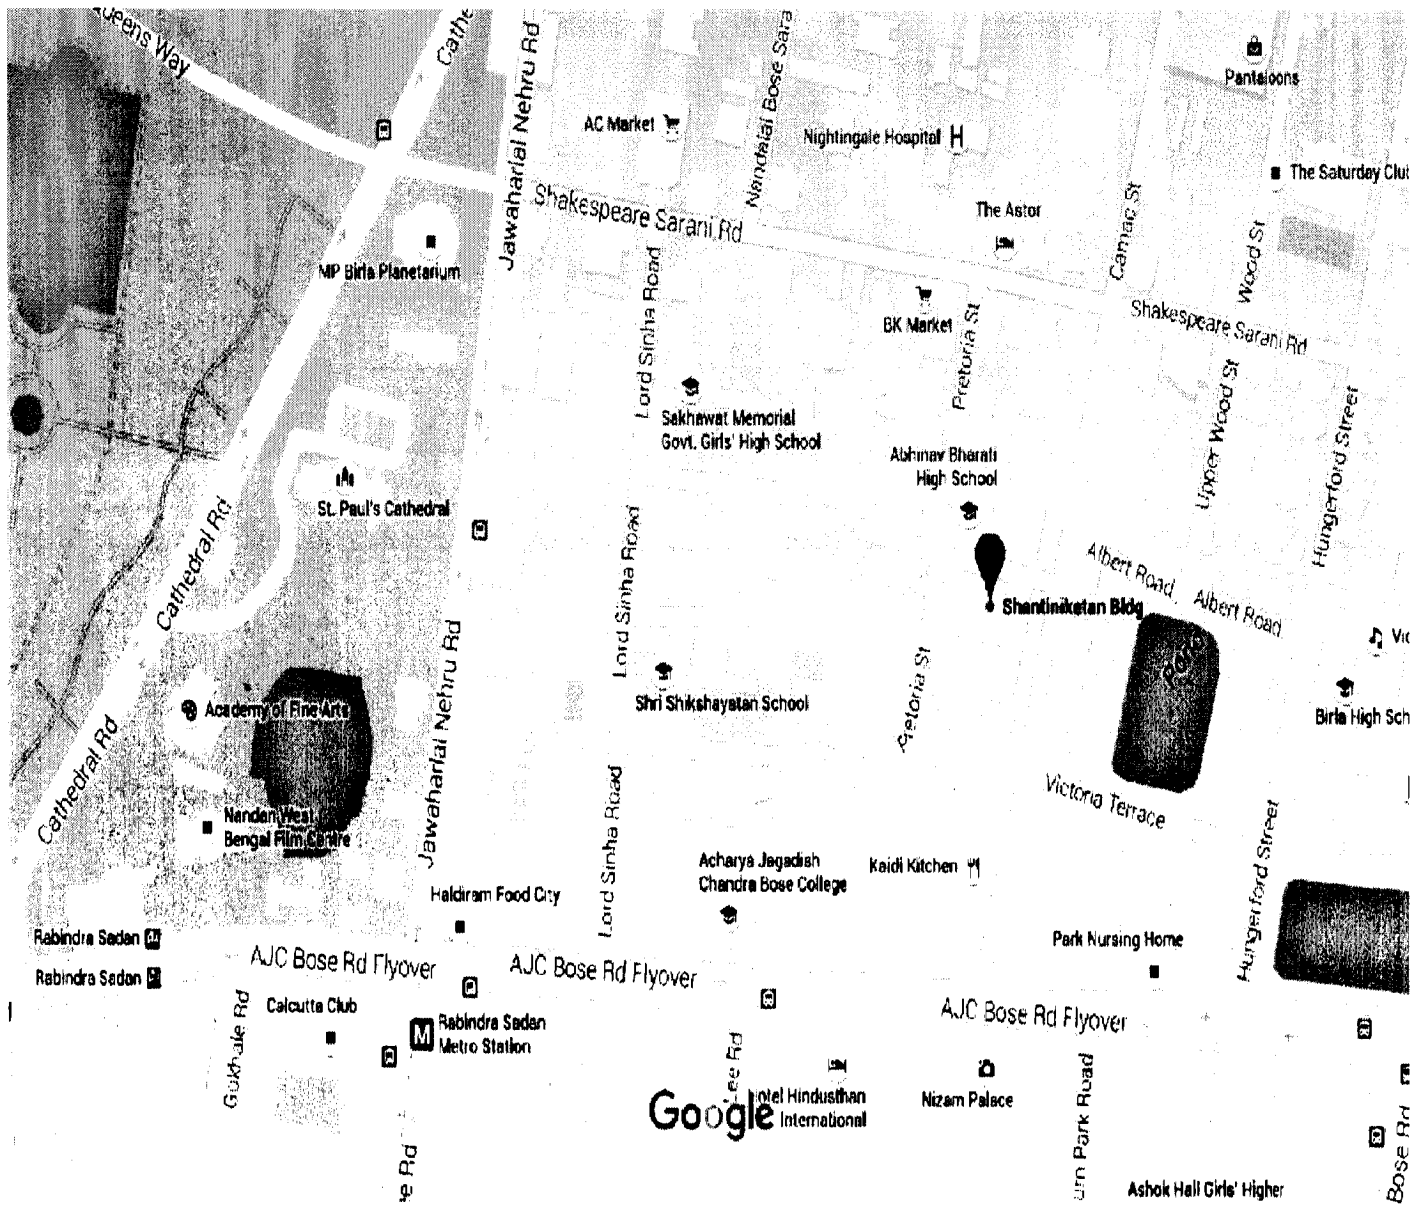 Queens Way
Cathe
Jawaharlal Nehru Rd
Nandalal Bose Sara
Pantaloons
AC Market
Nightingale Hospital
H
The Saturday Club
The Astor
Shakespeare Sarani Rd
Camac St
Wood St
MP Birla Planetarium
Lord Sinha Road
BK Market
Pretoria St
Shakespeare Sarani Rd
Upper Wood St
Hungerford Street
Sakhawat Memorial
Govt. Girls' High School
Abhinav Bharati
High School
St. Paul's Cathedral
Cathedral Rd
Lord Sinha Road
Albert Road
Albert Road
Shantiniketan Bldg
Jawaharlal Nehru Rd
Pretoria St
Vic
Shri Shikshayatan School
Academy of Fine Arts
Birla High Sch
Cathedral Rd
Victoria Terrace
Nandan West
Bengal Film Centre
Lord Sinha Road
Acharya Jagadish
Chandra Bose College
Kaidi Kitchen
Hungerford Street
Haldiram Food City
Rabindra Sadan
Rabindra Sadan
Park Nursing Home
AJC Bose Rd Flyover
AJC Bose Rd Flyover
AJC Bose Rd Flyover
Gokhale Rd
Calcutta Club
M
Rabindra Sadan
Metro Station
Lee Rd
Hotel Hindusthan
International
Google
Nizam Palace
urn Park Road
e Rd
Bose Rd
Ashok Hall Girls' Higher